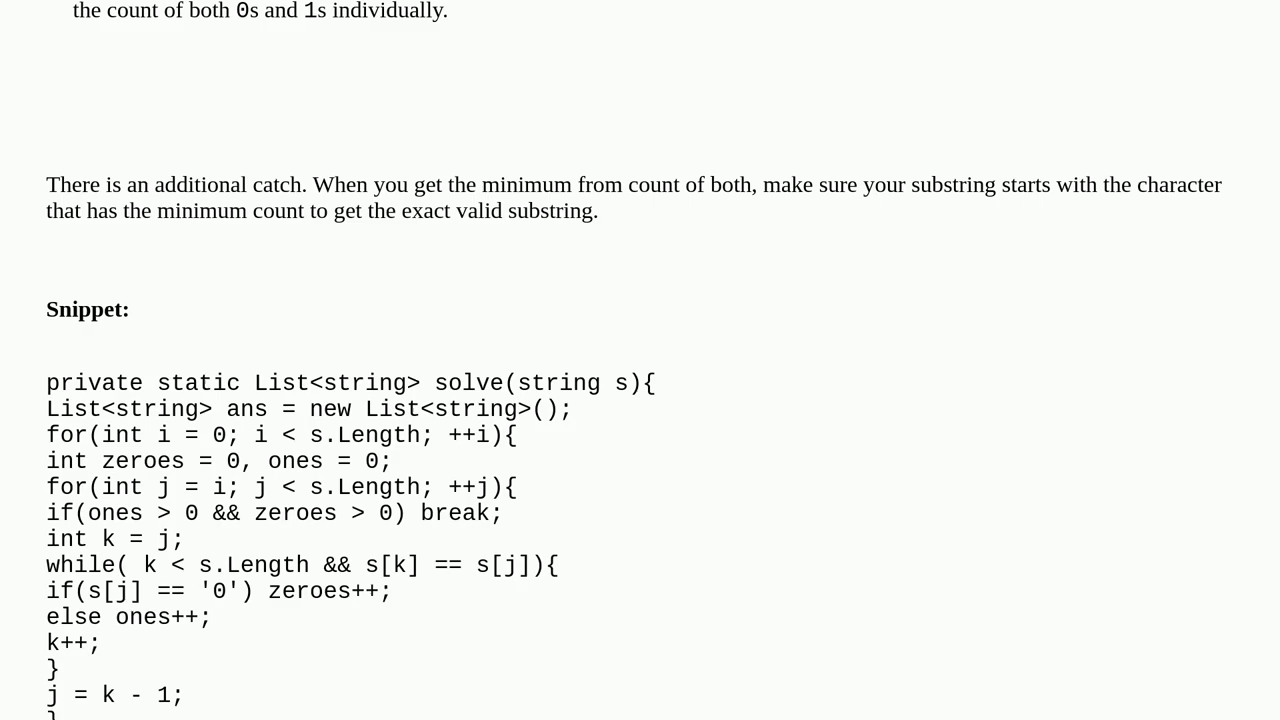 the count of both 0s and 1s individually.
There is an additional catch. When you get the minimum from count of both, make sure your substring starts with the character
that has the minimum count to get the exact valid substring.
Snippet:
private static List<string> solve(string s){
List<string> ans = new List<string>();
for(int i = 0; i < s.Length; ++i){
int zeroes = 0, ones = 0;
for(int j = i; j < s.Length; ++j){
if(ones > 0 && zeroes > 0) break;
int k = j;
while( k < s.Length && s[k] == s[j]){
if(s[j] == '0') zeroes++;
else ones++;
k++;
}
j = k - 1;
}